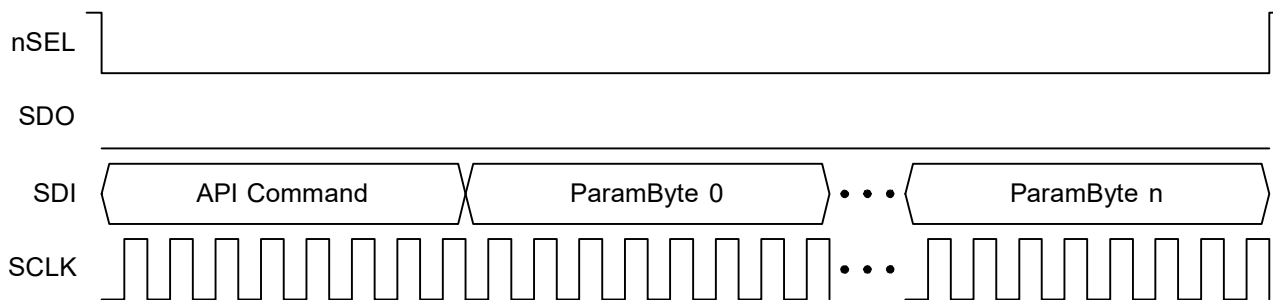 nSEL
SDO
SDI API Command ParamByte 0 • • • ParamByte n
SCLK • • •